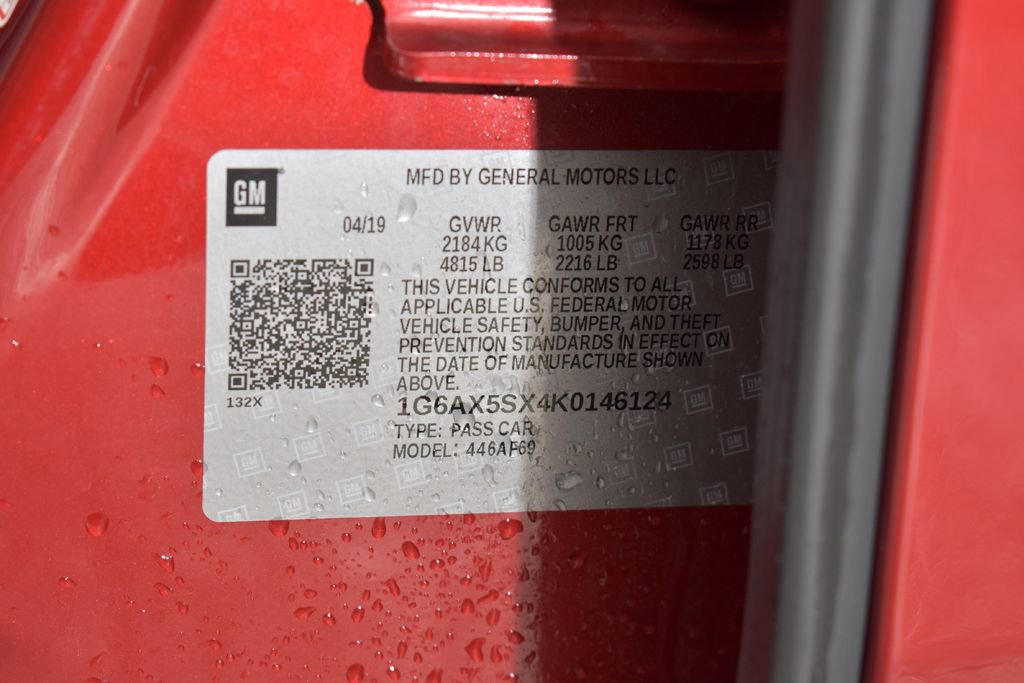 GM
MFD BY GENERAL MOTORS LLC
04/19 GVWR GAWR FRT GAWR RR
2184 KG 1005 KG 1178 KG
4815 LB 2216 LB 2598 LB
THIS VEHICLE CONFORMS TO ALL
APPLICABLE U.S. FEDERAL MOTOR
VEHICLE SAFETY, BUMPER, AND THEFT
PREVENTION STANDARDS IN EFFECT ON
THE DATE OF MANUFACTURE SHOWN
ABOVE.
132X
1G6AX5SX4K0146124
TYPE: PASS CAR
MODEL: 446AF69